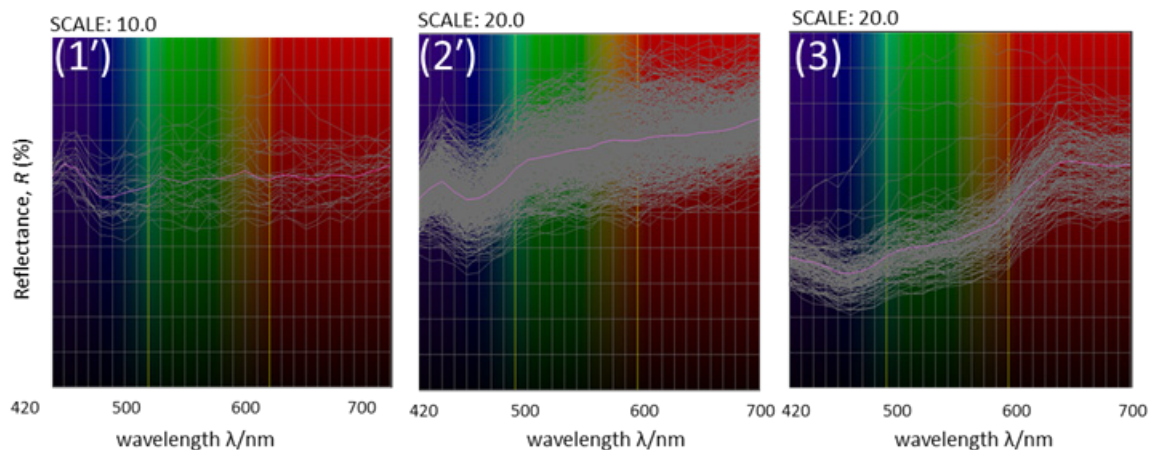 SCALE: 10.0
SCALE: 20.0
SCALE: 20.0
(1′)
(2′)
(3)
Reflectance, R (%)
420 500 600 700
420 500 600 700
420 500 600 700
wavelength λ/nm
wavelength λ/nm
wavelength λ/nm